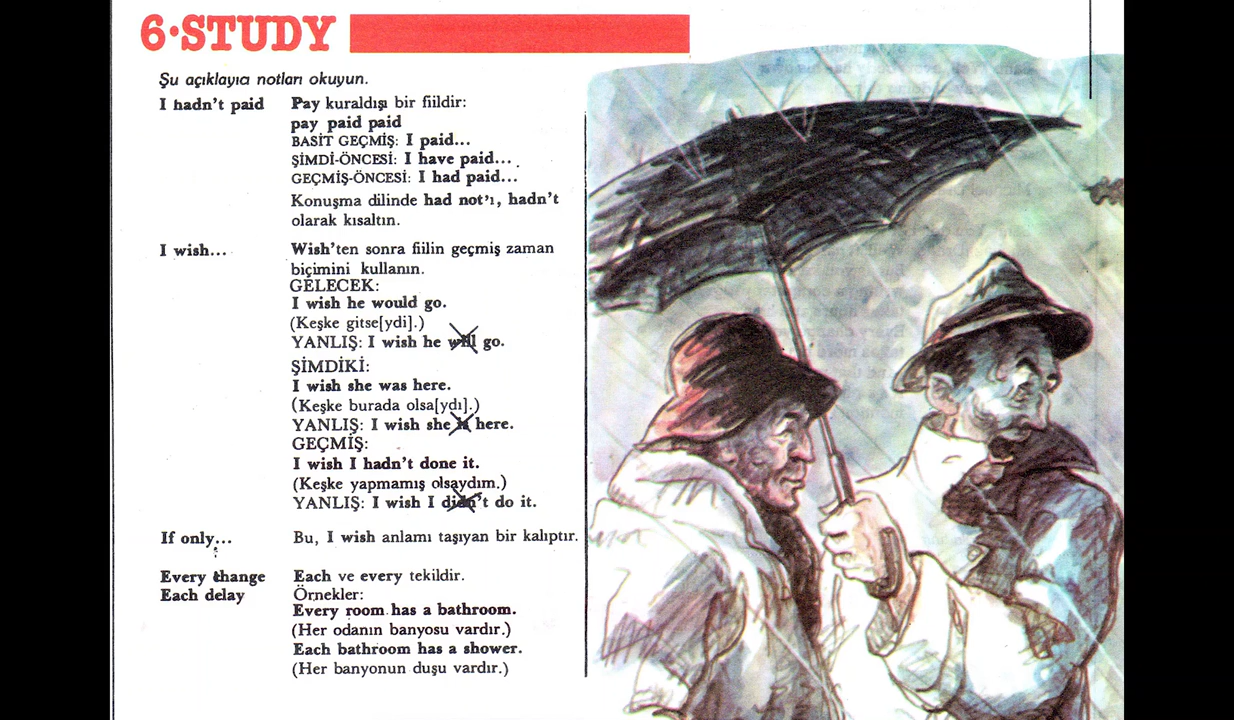 6·STUDY
Şu açıklayıcı notları okuyun.
I hadn't paid Pay kuraldışı bir fiildir:
pay paid paid
BASİT GEÇMİŞ: I paid...
ŞİMDİ-ÖNCESİ: I have paid...
GEÇMİŞ-ÖNCESİ: I had paid...
Konuşma dilinde had not'ı, hadn't
olarak kısaltın.
I wish... Wish'ten sonra fiilin geçmiş zaman
biçimini kullanın.
GELECEK:
I wish he would go.
(Keşke gitse[ydi].)
YANLIŞ: I wish he will go.
ŞİMDİKİ:
I wish she was here.
(Keşke burada olsa[ydı].)
YANLIŞ: I wish she is here.
GEÇMİŞ:
I wish I hadn't done it.
(Keşke yapmamış olsaydım.)
YANLIŞ: I wish I didn't do it.
If only... Bu, I wish anlamı taşıyan bir kalıptır.
Every change Each ve every tekildir.
Each delay Örnekler:
Every room has a bathroom.
(Her odanın banyosu vardır.)
Each bathroom has a shower.
(Her banyonun duşu vardır.)